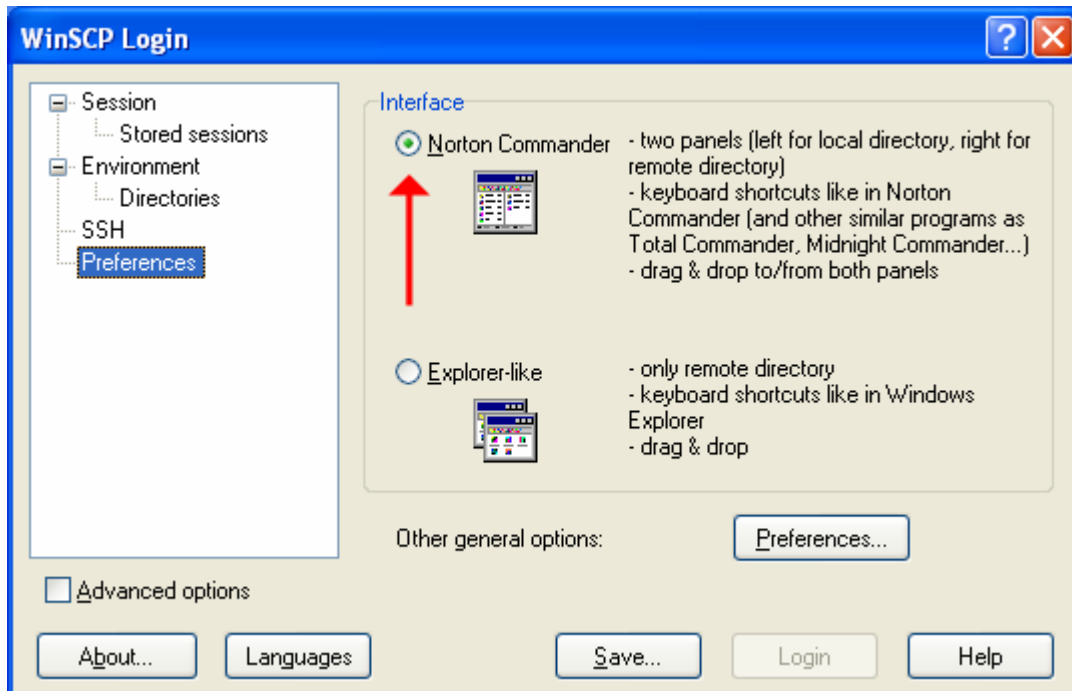 WinSCP Login
Session
Stored sessions
Environment
Directories
SSH
Preferences
Interface
Norton Commander
- two panels (left for local directory, right for
remote directory)
- keyboard shortcuts like in Norton
Commander (and other similar programs as
Total Commander, Midnight Commander...)
- drag & drop to/from both panels
Explorer-like
- only remote directory
- keyboard shortcuts like in Windows
Explorer
- drag & drop
Other general options:
Preferences...
Advanced options
About...
Languages
Save...
Login
Help